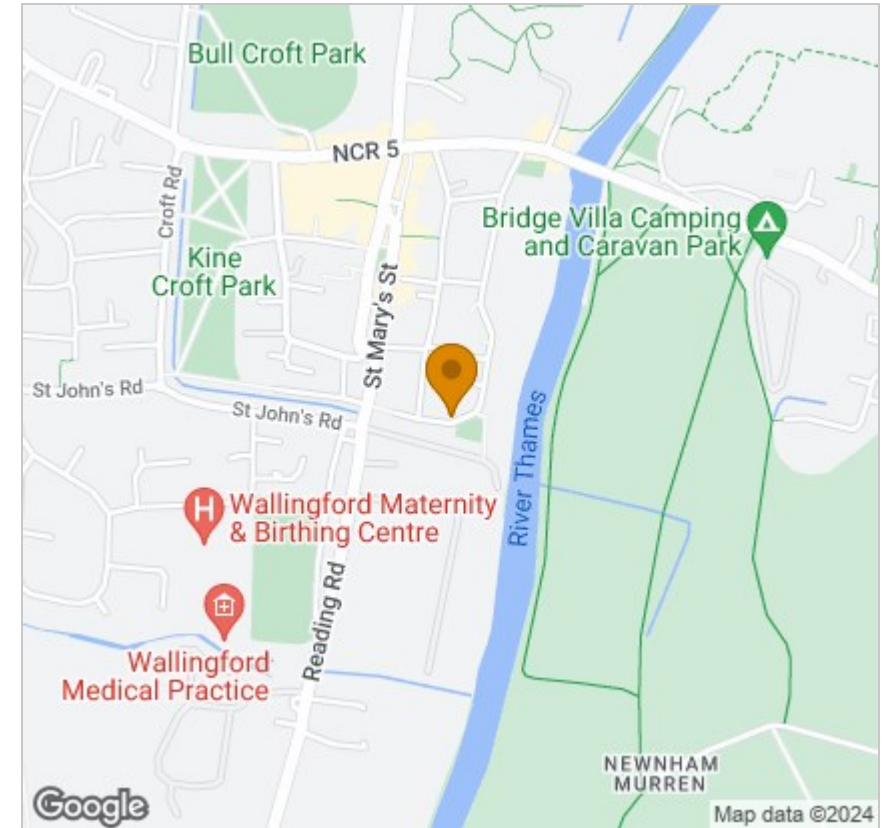 Bull Croft Park
NCR 5
Croft Rd
Bridge Villa Camping
and Caravan Park
Kine
Croft Park
St Mary's St
St John's Rd
St John's Rd
River Thames
H
Wallingford Maternity
& Birthing Centre
Reading Rd
Wallingford
Medical Practice
NEWNHAM
MURREN
Google
Map data ©2024